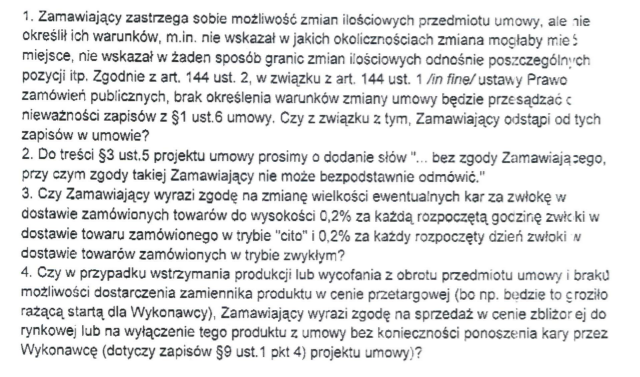 1. Zamawiający zastrzega sobie możliwość zmian ilościowych przedmiotu umowy, ale nie
określił ich warunków, m.in. nie wskazał w jakich okolicznościach zmiana mogłaby mieć
miejsce, nie wskazał w żaden sposób granic zmian ilościowych odnośnie poszczególnych
pozycji itp. Zgodnie z art. 144 ust. 2, w związku z art. 144 ust. 1 /in fine/ ustawy Prawo
zamówień publicznych, brak określenia warunków zmiany umowy będzie przesądzać o
nieważności zapisów z §1 ust.6 umowy. Czy z związku z tym, Zamawiający odstąpi od tych
zapisów w umowie?
2. Do treści §3 ust.5 projektu umowy prosimy o dodanie słów "... bez zgody Zamawiającego,
przy czym zgody takiej Zamawiający nie może bezpodstawnie odmówić."
3. Czy Zamawiający wyrazi zgodę na zmianę wielkości ewentualnych kar za zwłokę w
dostawie zamówionych towarów do wysokości 0,2% za każdą rozpoczętą godzinę zwłoki w
dostawie towaru zamówionego w trybie "cito" i 0,2% za każdy rozpoczęty dzień zwłoki w
dostawie towarów zamówionych w trybie zwykłym?
4. Czy w przypadku wstrzymania produkcji lub wycofania z obrotu przedmiotu umowy i braku
możliwości dostarczenia zamiennika produktu w cenie przetargowej (bo np. będzie to groziło
rażącą startą dla Wykonawcy), Zamawiający wyrazi zgodę na sprzedaż w cenie zbliżonej do
rynkowej lub na wyłączenie tego produktu z umowy bez konieczności ponoszenia kary przez
Wykonawcę (dotyczy zapisów §9 ust.1 pkt 4) projektu umowy)?